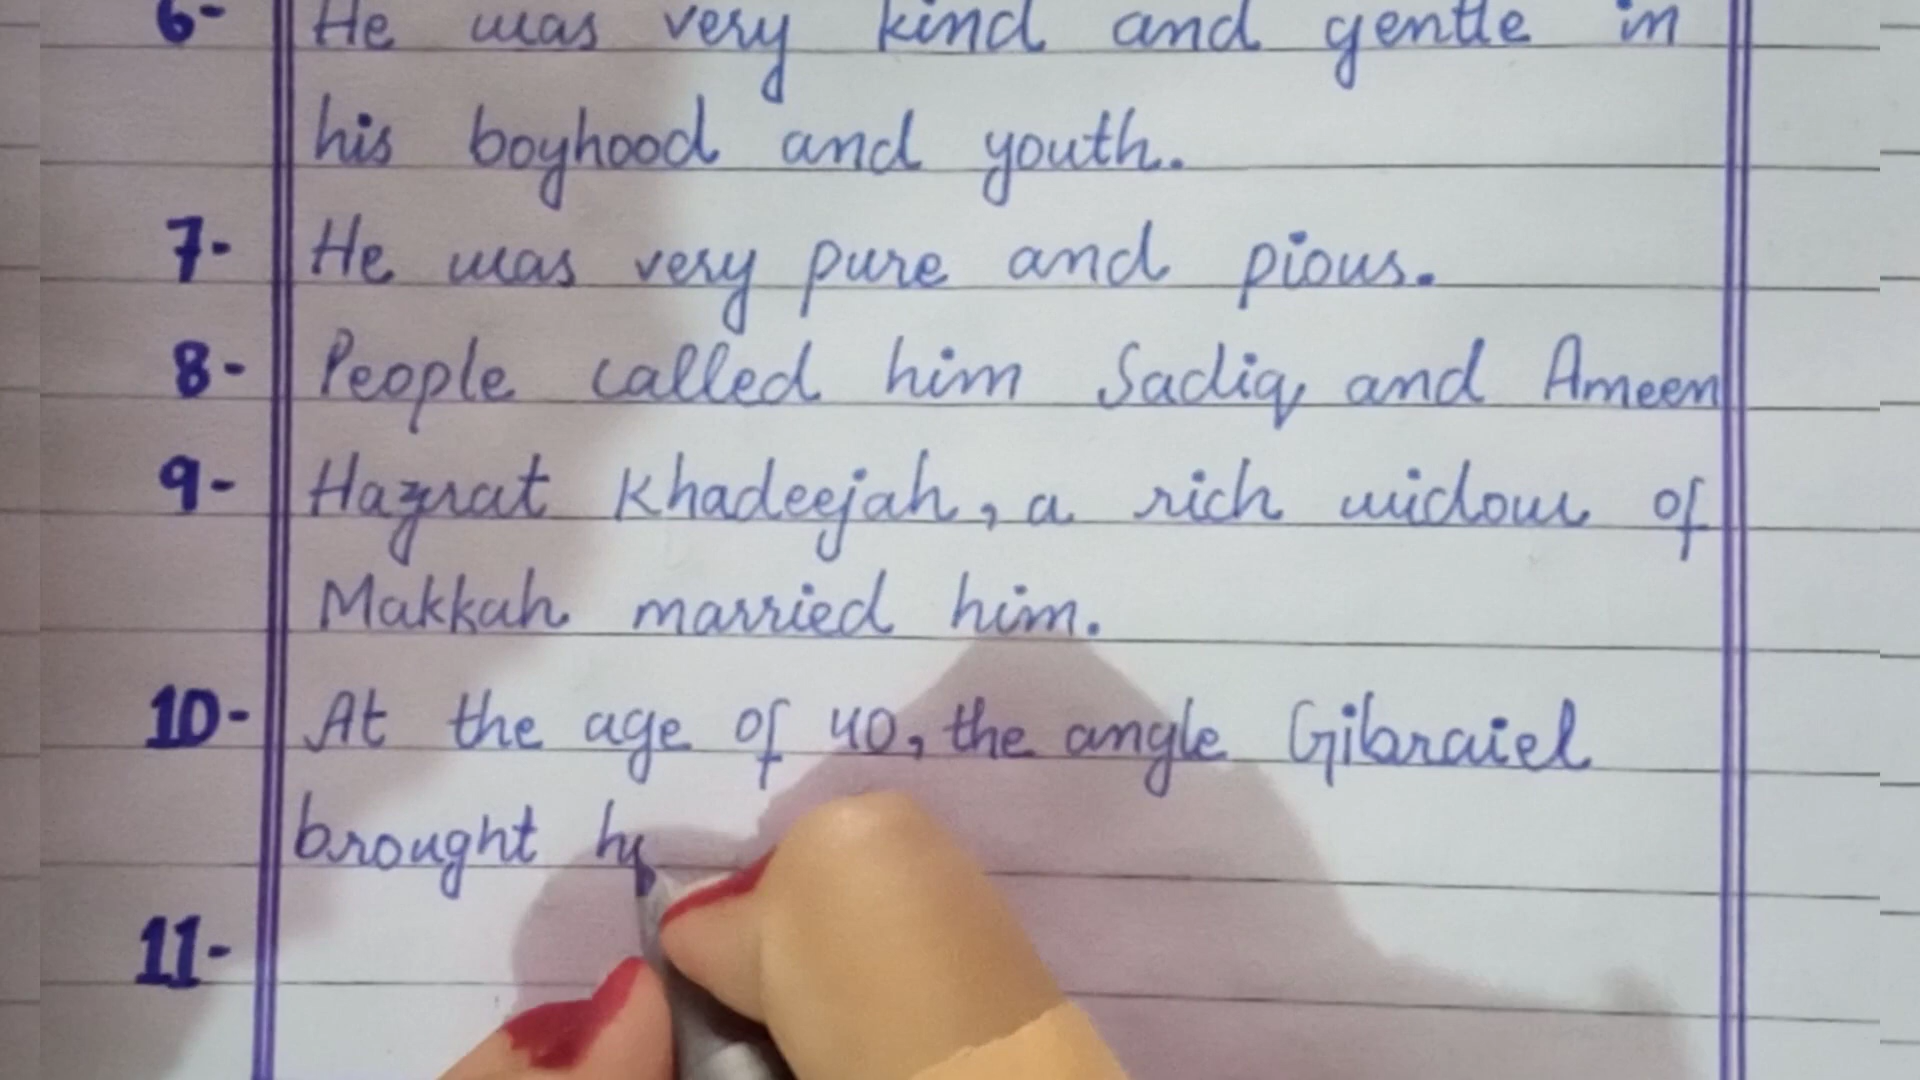 6- He was very kind and gentle in
his boyhood and youth.
7- He was very pure and pious.
8- People called him Sadiq and Ameen
9- Hazrat Khadeejah, a rich widow of
Makkah married him.
10- At the age of 40, the angle Gibraiel
brought
11-